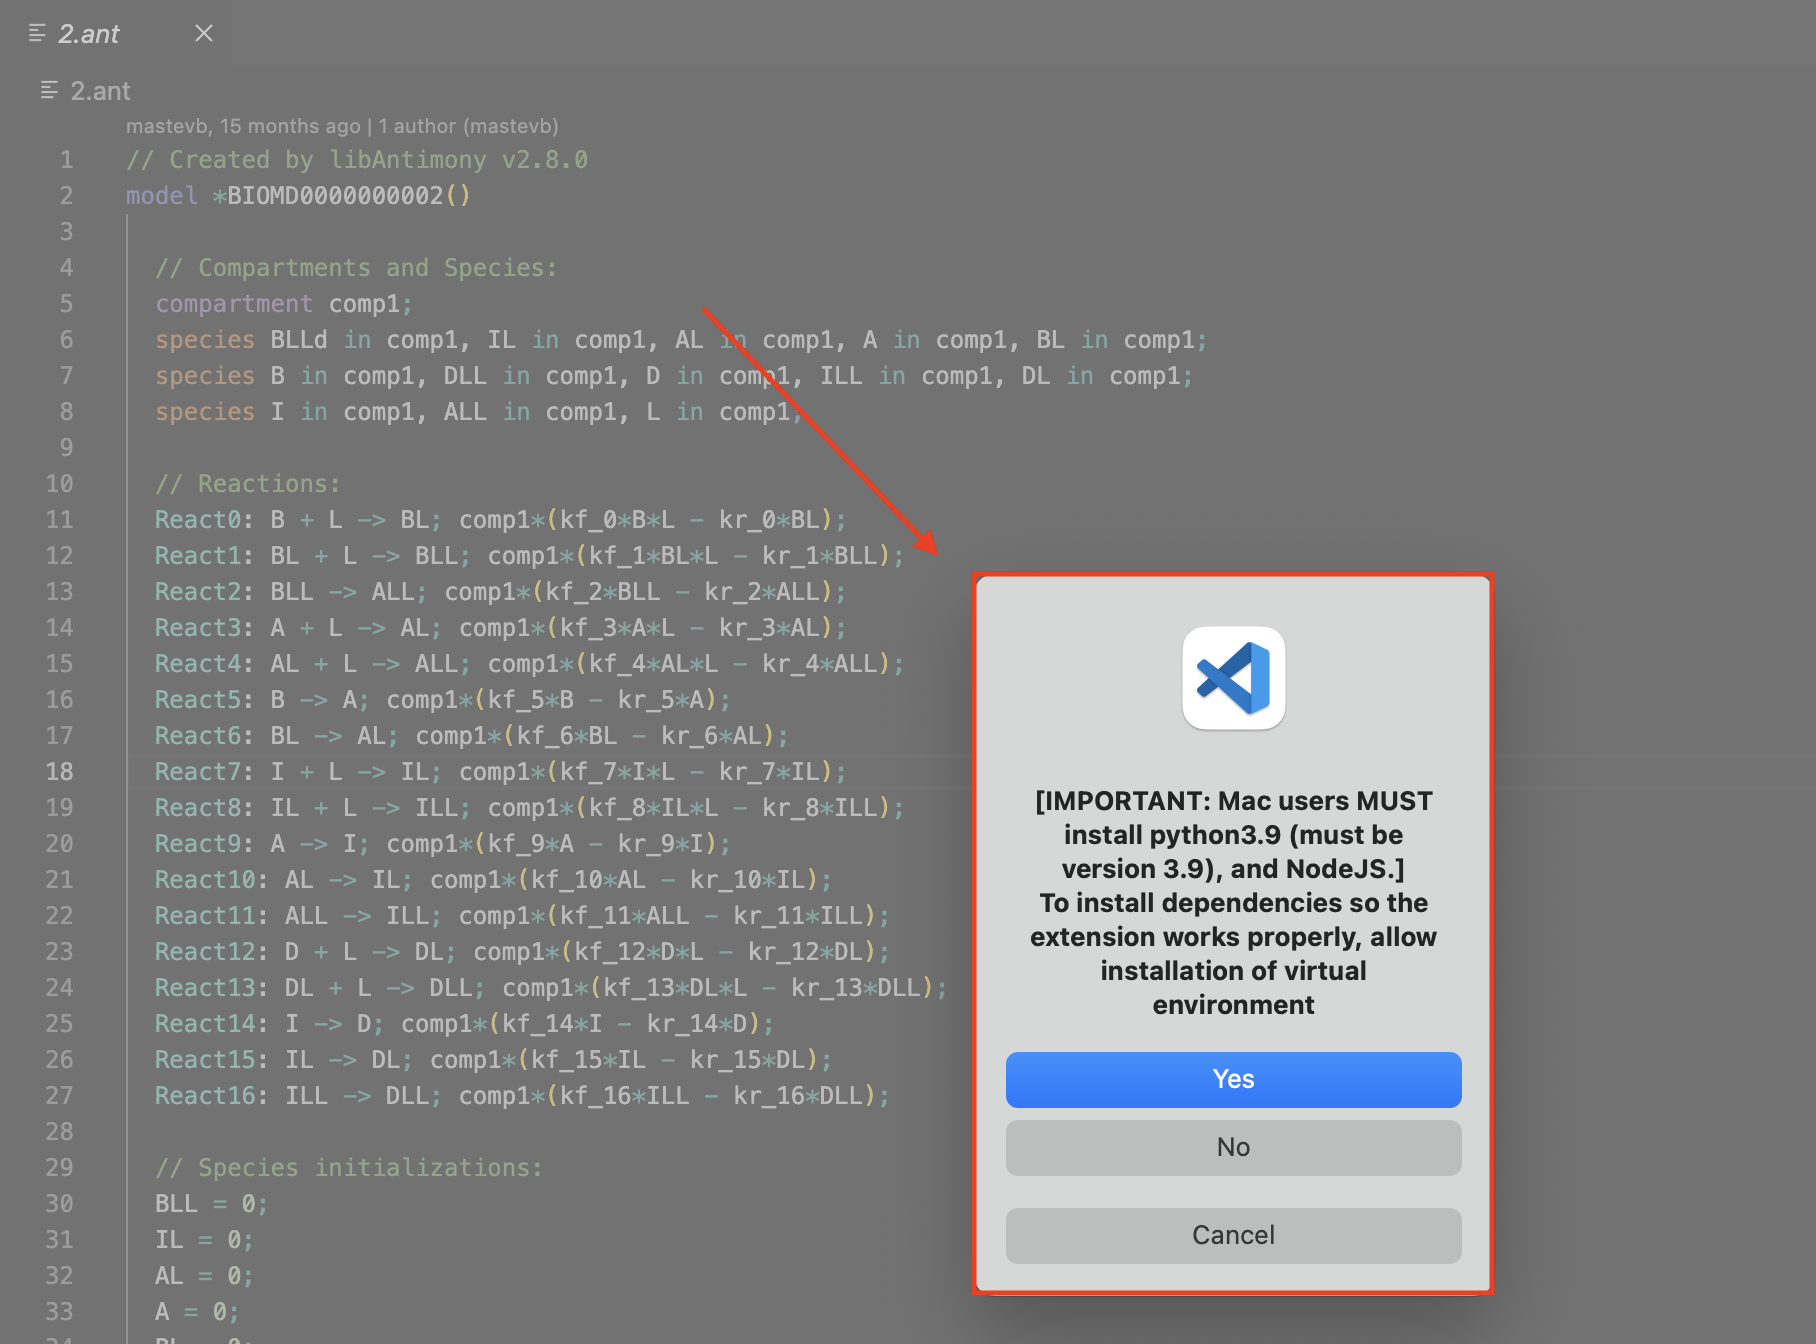 2.ant
2.ant
mastevb, 15 months ago | 1 author (mastevb)
1 // Created by libAntimony v2.8.0
2 model *BIOMD0000000002()
3
4 // Compartments and Species:
5 compartment comp1;
6 species BLLd in comp1, IL in comp1, AL in comp1, A in comp1, BL in comp1;
7 species B in comp1, DLL in comp1, D in comp1, ILL in comp1, DL in comp1;
8 species I in comp1, ALL in comp1, L in comp1;
9
10 // Reactions:
11 React0: B + L -> BL; comp1*(kf_0*B*L - kr_0*BL);
12 React1: BL + L -> BLL; comp1*(kf_1*BL*L - kr_1*BLL);
13 React2: BLL -> ALL; comp1*(kf_2*BLL - kr_2*ALL);
14 React3: A + L -> AL; comp1*(kf_3*A*L - kr_3*AL);
15 React4: AL + L -> ALL; comp1*(kf_4*AL*L - kr_4*ALL);
16 React5: B -> A; comp1*(kf_5*B - kr_5*A);
17 React6: BL -> AL; comp1*(kf_6*BL - kr_6*AL);
18 React7: I + L -> IL; comp1*(kf_7*I*L - kr_7*IL);
19 React8: IL + L -> ILL; comp1*(kf_8*IL*L - kr_8*ILL);
20 React9: A -> I; comp1*(kf_9*A - kr_9*I);
21 React10: AL -> IL; comp1*(kf_10*AL - kr_10*IL);
22 React11: ALL -> ILL; comp1*(kf_11*ALL - kr_11*ILL);
23 React12: D + L -> DL; comp1*(kf_12*D*L - kr_12*DL);
24 React13: DL + L -> DLL; comp1*(kf_13*DL*L - kr_13*DLL);
25 React14: I -> D; comp1*(kf_14*I - kr_14*D);
26 React15: IL -> DL; comp1*(kf_15*IL - kr_15*DL);
27 React16: ILL -> DLL; comp1*(kf_16*ILL - kr_16*DLL);
28
29 // Species initializations:
30 BLL = 0;
31 IL = 0;
32 AL = 0;
33 A = 0;
[IMPORTANT: Mac users MUST
install python3.9 (must be
version 3.9), and NodeJS.]
To install dependencies so the
extension works properly, allow
installation of virtual
environment
Yes
No
Cancel